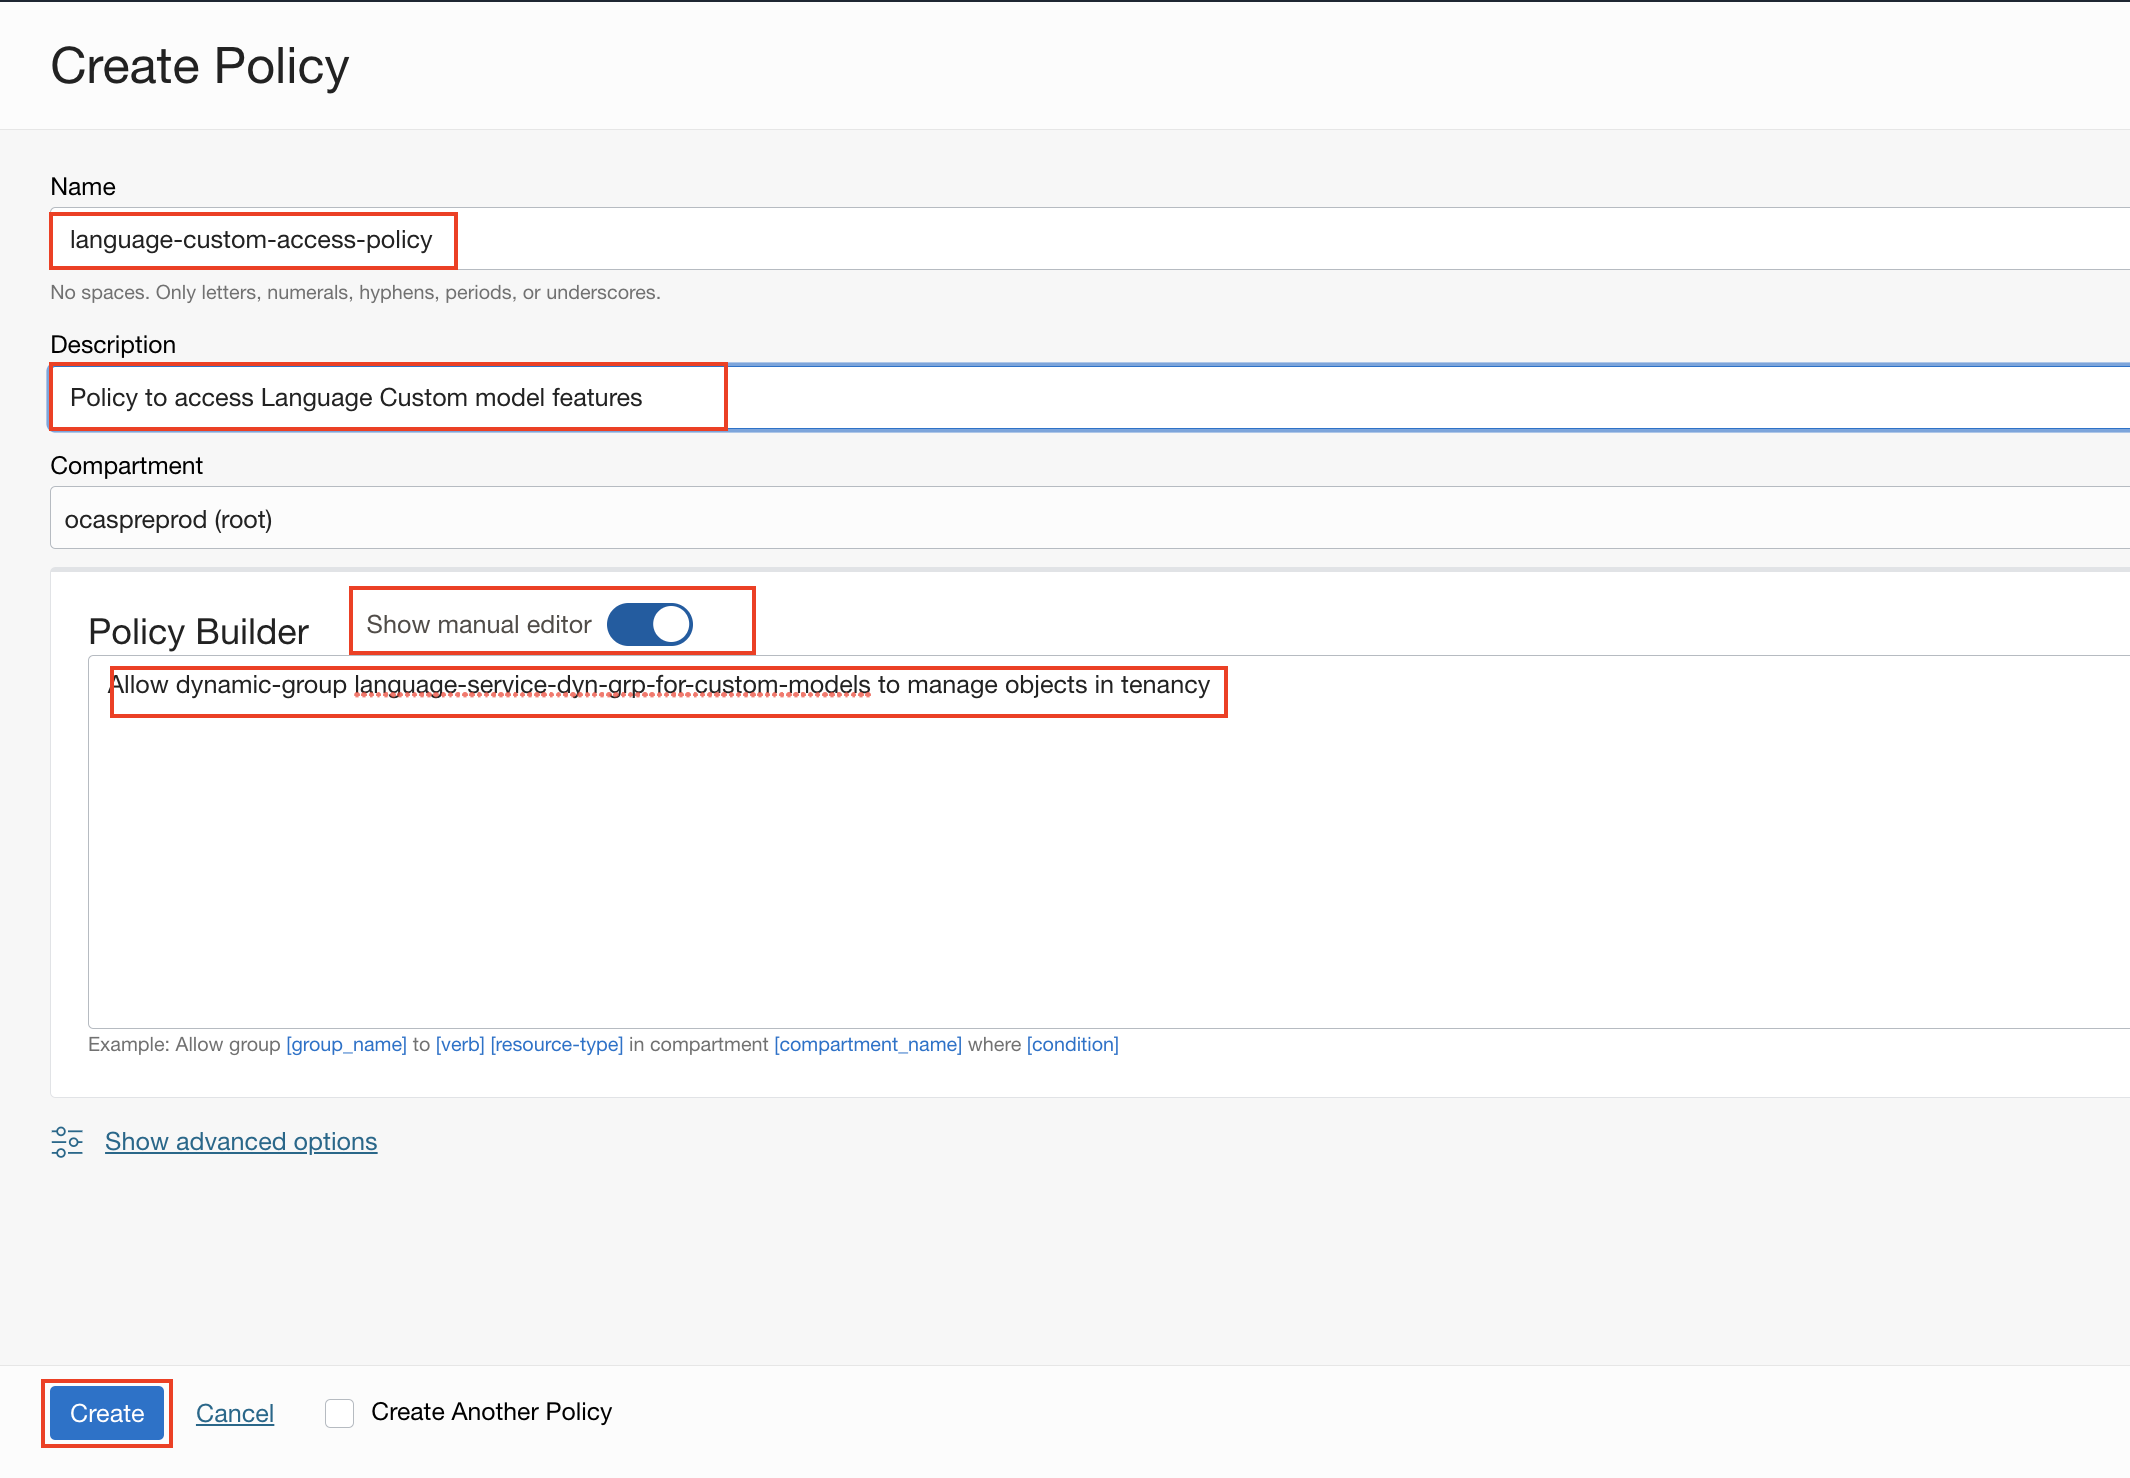 Create Policy
Name
language-custom-access-policy
No spaces. Only letters, numerals, hyphens, periods, or underscores.
Description
Policy to access Language Custom model features
Compartment
ocaspreprod (root)
Policy Builder Show manual editor
Allow dynamic-group language-service-dyn-grp-for-custom-models to manage objects in tenancy
Example: Allow group [group_name] to [verb] [resource-type] in compartment [compartment_name] where [condition]
Show advanced options
Create Cancel Create Another Policy